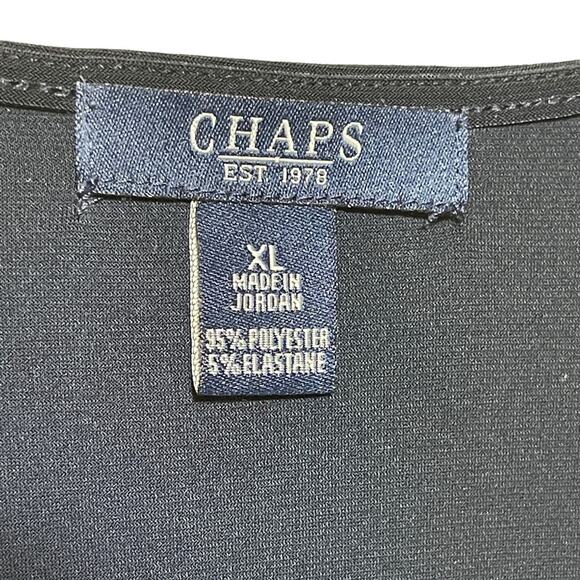 CHAPS
EST 1978
XL
MADE IN
JORDAN
95% POLYESTER
5% ELASTANE